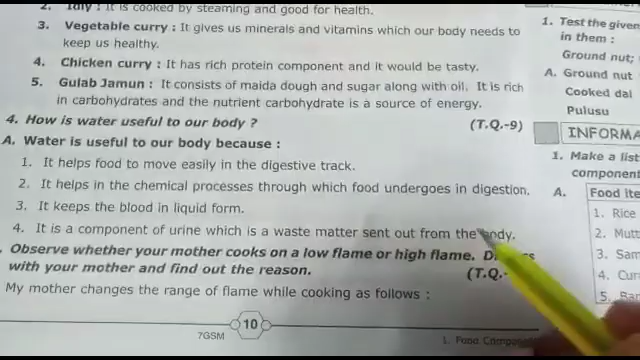 2. Idly : It is cooked by steaming and good for health.
3. Vegetable curry : It gives us minerals and vitamins which our body needs to
keep us healthy.
4. Chicken curry : It has rich protein component and it would be tasty.
5. Gulab Jamun : It consists of maida dough and sugar along with oil. It is rich
in carbohydrates and the nutrient carbohydrate is a source of energy.
4. How is water useful to our body ? (T.Q.-9)
A. Water is useful to our body because :
1. It helps food to move easily in the digestive track.
2. It helps in the chemical processes through which food undergoes in digestion.
3. It keeps the blood in liquid form.
4. It is a component of urine which is a waste matter sent out from the body.
. Observe whether your mother cooks on a low flame or high flame.
with your mother and find out the reason. (T.Q.-
My mother changes the range of flame while cooking as follows :
10
7GSM
1. Food Compone
1. Test the given
in them :
Ground nut;
A. Ground nut
Cooked dal
Pulusu
INFORMA
1. Make a list
component
A. Food ite
1. Rice
2. Mutt
3. Sam
4. Cur
5.